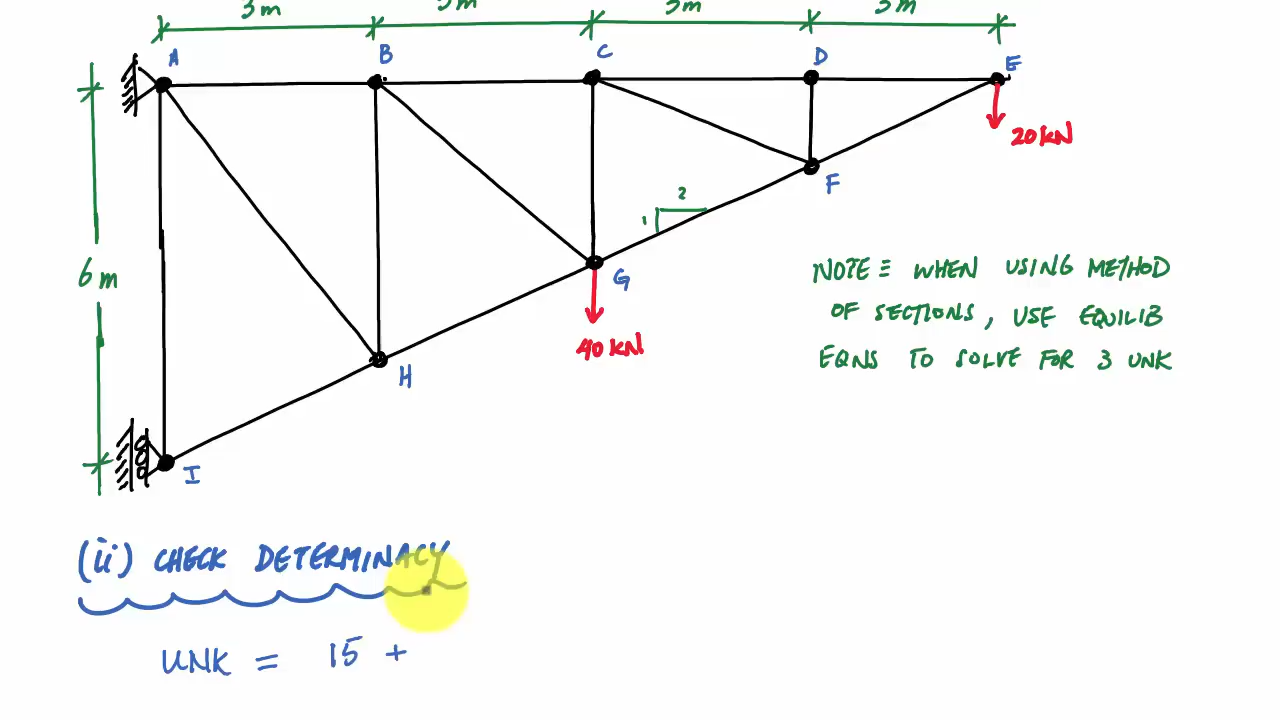 3m 3m 3m 3m
A B C D E
20kN
F
2
1
6m
G
NOTE : WHEN USING METHOD
OF SECTIONS, USE EQUILIB
EQNS TO SOLVE FOR 3 UNK
40kN
H
I
(ii) CHECK DETERMINACY
UNK = 15 +